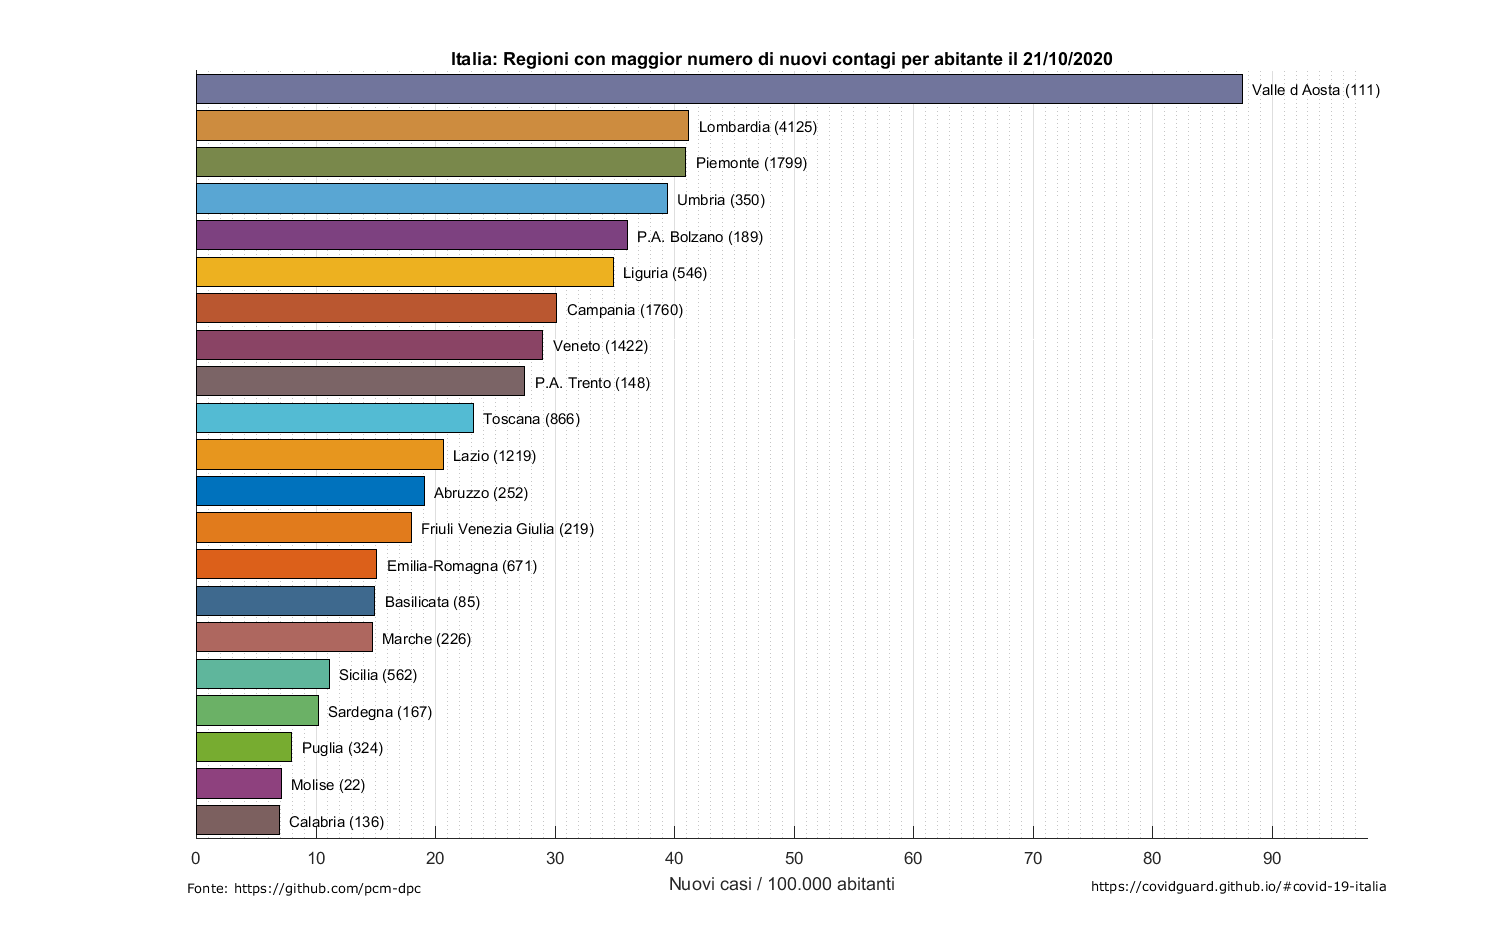 Italia: Regioni con maggior numero di nuovi contagi per abitante il 21/10/2020
Valle d Aosta (111)
Lombardia (4125)
Piemonte (1799)
Umbria (350)
P.A. Bolzano (189)
Liguria (546)
Campania (1760)
Veneto (1422)
P.A. Trento (148)
Toscana (866)
Lazio (1219)
Abruzzo (252)
Friuli Venezia Giulia (219)
Emilia-Romagna (671)
Basilicata (85)
Marche (226)
Sicilia (562)
Sardegna (167)
Puglia (324)
Molise (22)
Calabria (136)
0 10 20 30 40 50 60 70 80 90
Nuovi casi / 100.000 abitanti
Fonte: https://github.com/pcm-dpc
https://covidguard.github.io/#covid-19-italia